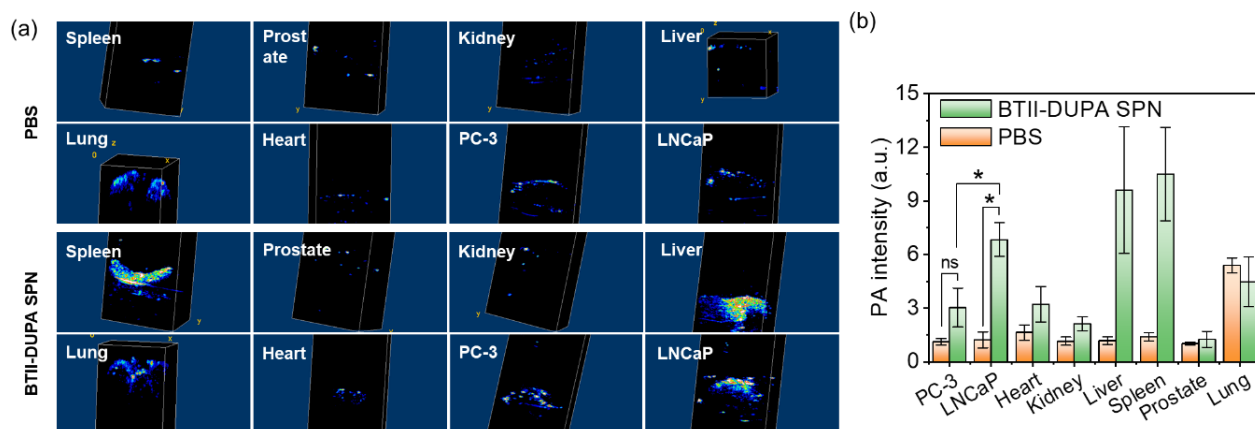 (a)
PBS
Spleen
Prost
ate
Kidney
Liver
0
z
x
y
y
y
y
Lung
Heart
PC-3
LNCaP
0
z
x
BTII-DUPA SPN
Spleen
Prostate
Kidney
Liver
y
y
y
Lung
Heart
PC-3
LNCaP
x
(b)
PA intensity (a.u.)
15
12
9
6
3
0
BTII-DUPA SPN
PBS
*
*
ns
PC-3
LNCaP
Heart
Kidney
Liver
Spleen
Prostate
Lung